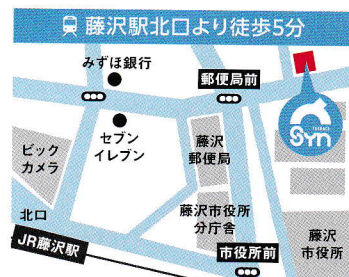 藤沢駅北口より徒歩5分
みずほ銀行
郵便局前
セブン
イレブン
ビック
カメラ
藤沢
郵便局
SYN
北口
藤沢市役所
分庁舎
JR藤沢駅
市役所前
藤沢
市役所